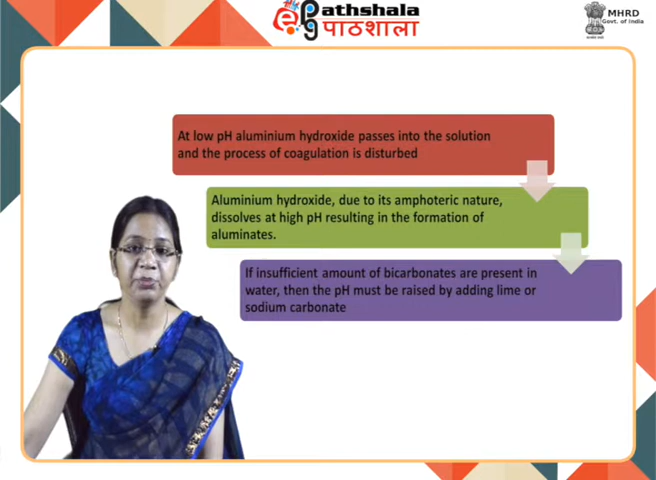 ePathshala
पाठशाला
MHRD
Govt. of India
At low pH aluminium hydroxide passes into the solution
and the process of coagulation is disturbed
Aluminium hydroxide, due to its amphoteric nature,
dissolves at high pH resulting in the formation of
aluminates.
If insufficient amount of bicarbonates are present in
water, then the pH must be raised by adding lime or
sodium carbonate